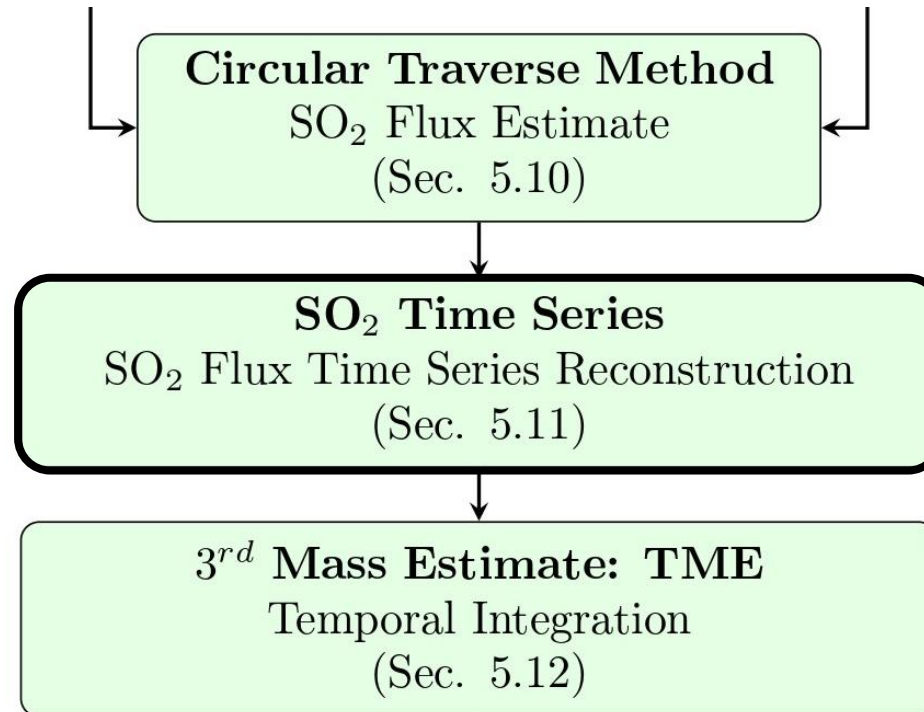 Circular Traverse Method
SO₂ Flux Estimate
(Sec. 5.10)
SO₂ Time Series
SO₂ Flux Time Series Reconstruction
(Sec. 5.11)
3ʳᵈ Mass Estimate: TME
Temporal Integration
(Sec. 5.12)